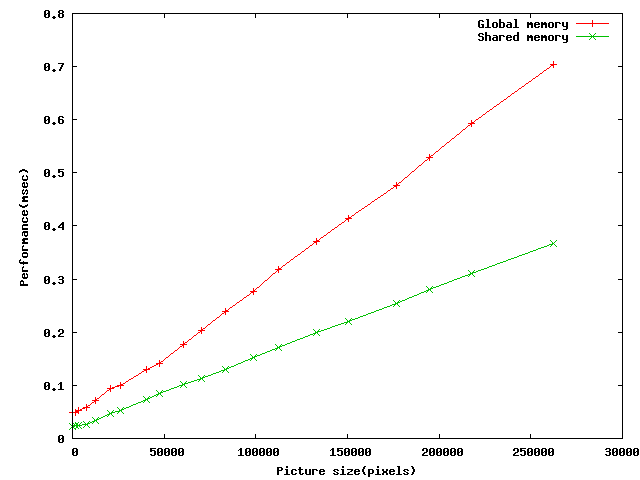 0.8
Global memory
Shared memory
0.7
0.6
0.5
0.4
0.3
0.2
0.1
0
Performance(msec)
0 50000 100000 150000 200000 250000 30000
Picture size(pixels)